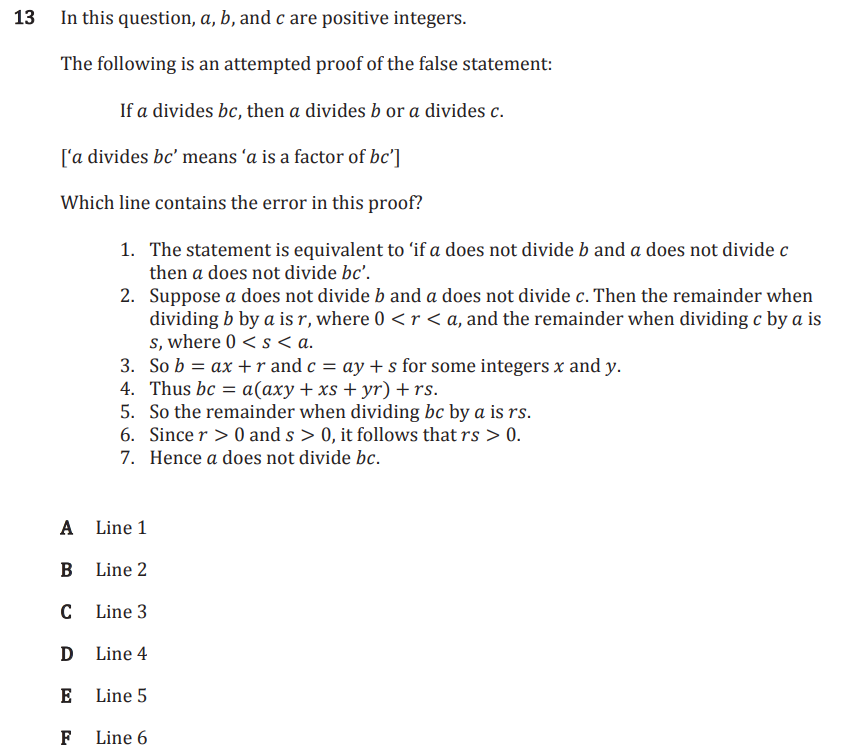 13 In this question, a, b, and c are positive integers.
The following is an attempted proof of the false statement:
If a divides bc, then a divides b or a divides c.
[‘a divides bc’ means ‘a is a factor of bc’]
Which line contains the error in this proof?
1. The statement is equivalent to ‘if a does not divide b and a does not divide c
then a does not divide bc’.
2. Suppose a does not divide b and a does not divide c. Then the remainder when
dividing b by a is r, where 0 < r < a, and the remainder when dividing c by a is
s, where 0 < s < a.
3. So b = ax + r and c = ay + s for some integers x and y.
4. Thus bc = a(axy + xs + yr) + rs.
5. So the remainder when dividing bc by a is rs.
6. Since r > 0 and s > 0, it follows that rs > 0.
7. Hence a does not divide bc.
A Line 1
B Line 2
C Line 3
D Line 4
E Line 5
F Line 6